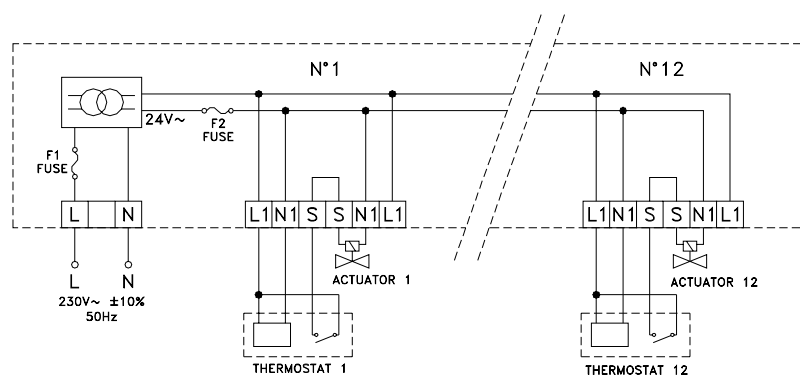 N°1
N°12
24V~
F2
FUSE
F1
FUSE
L N
L1 N1 S S N1 L1
L1 N1 S S N1 L1
L N
230V~ ±10%
50Hz
ACTUATOR 1
ACTUATOR 12
THERMOSTAT 1
THERMOSTAT 12